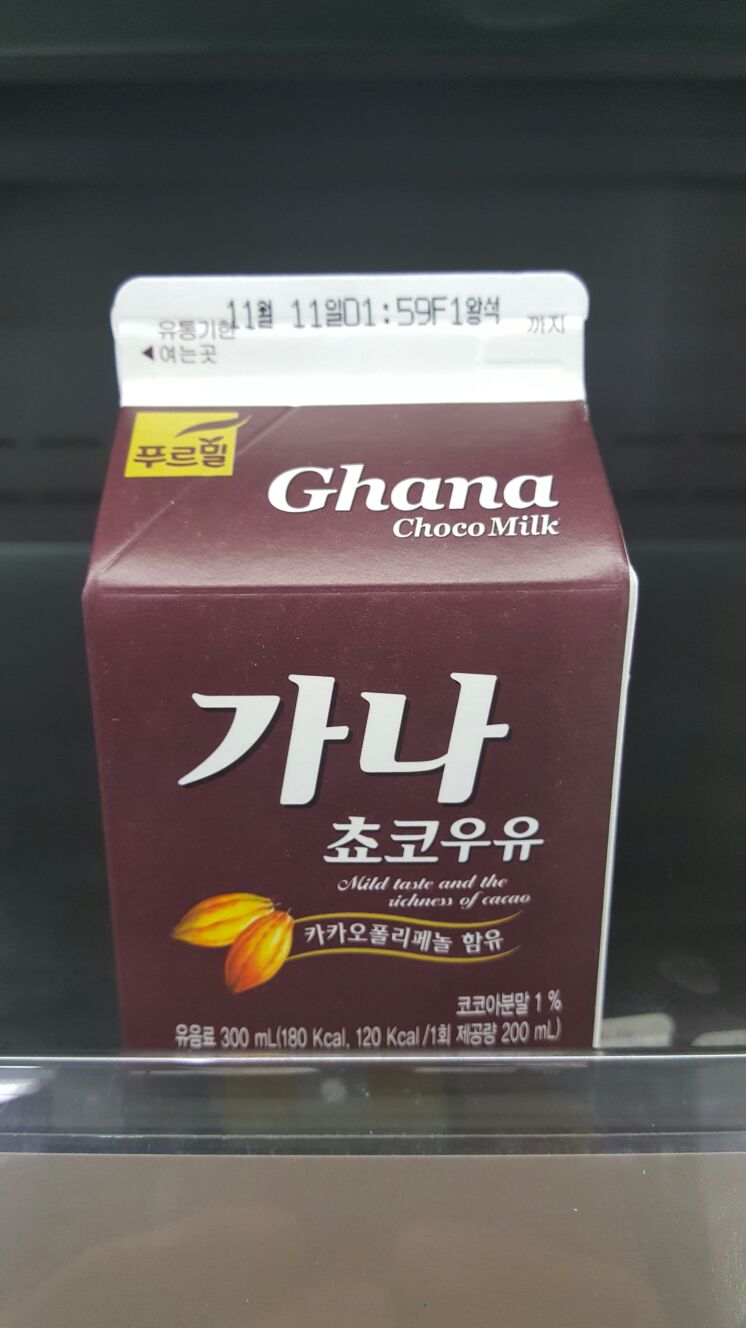 11월 11일01:59F1왕석
유통기한
까지
◀여는곳
푸르밀
Ghana
Choco Milk
가나
쵸코우유
Mild taste and the
richness of cacao
카카오폴리페놀 함유
코코아분말 1 %
유음료 300 mL(180 Kcal, 120 Kcal/1회 제공량 200 mL)